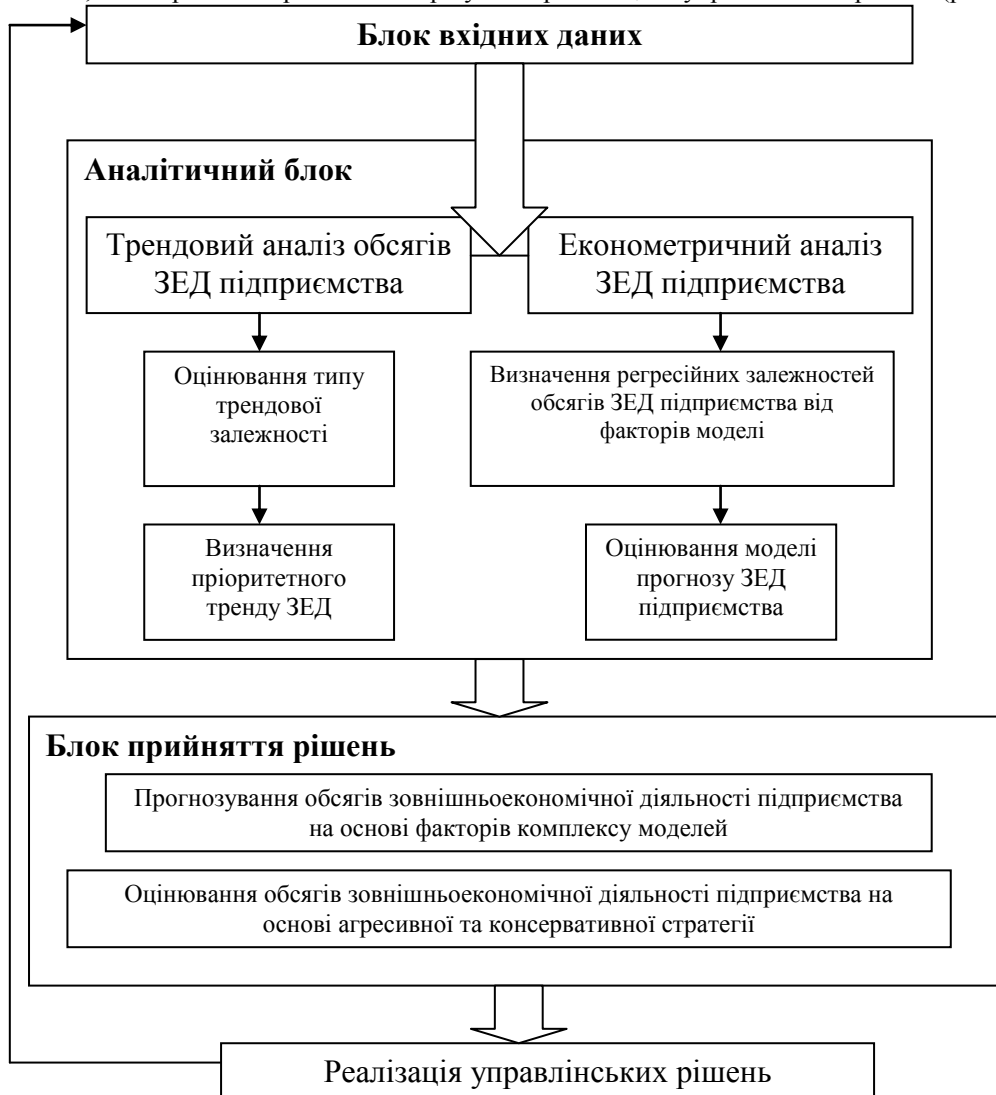 Блок вхідних даних
Аналітичний блок
Трендовий аналіз обсягів
ЗЕД підприємства
Економетричний аналіз
ЗЕД підприємства
Оцінювання типу
трендової
залежності
Визначення регресійних залежностей
обсягів ЗЕД підприємства від
факторів моделі
Визначення
пріоритетного
тренду ЗЕД
Оцінювання моделі
прогнозу ЗЕД
підприємства
Блок прийняття рішень
Прогнозування обсягів зовнішньоекономічної діяльності підприємства
на основі факторів комплексу моделей
Оцінювання обсягів зовнішньоекономічної діяльності підприємства на
основі агресивної та консервативної стратегії
Реалізація управлінських рішень